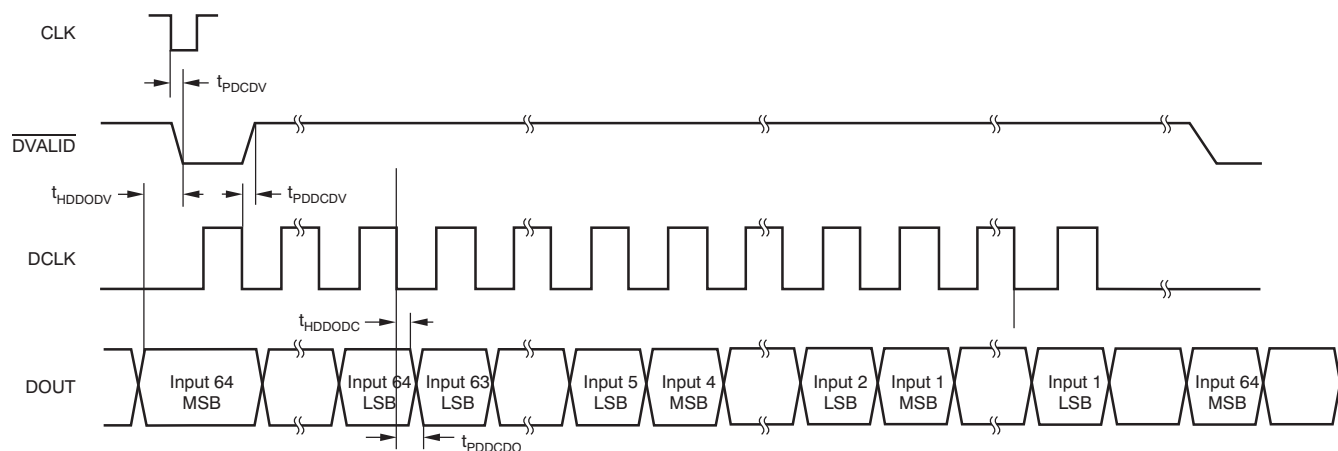 CLK
tPDCDV
DVALID
tHDDODV
tPDDCDV
DCLK
tHDDODC
DOUT
Input 64
MSB
Input 64
LSB
Input 63
LSB
Input 5
LSB
Input 4
MSB
Input 2
LSB
Input 1
MSB
Input 1
LSB
Input 64
MSB
tPDDCDO